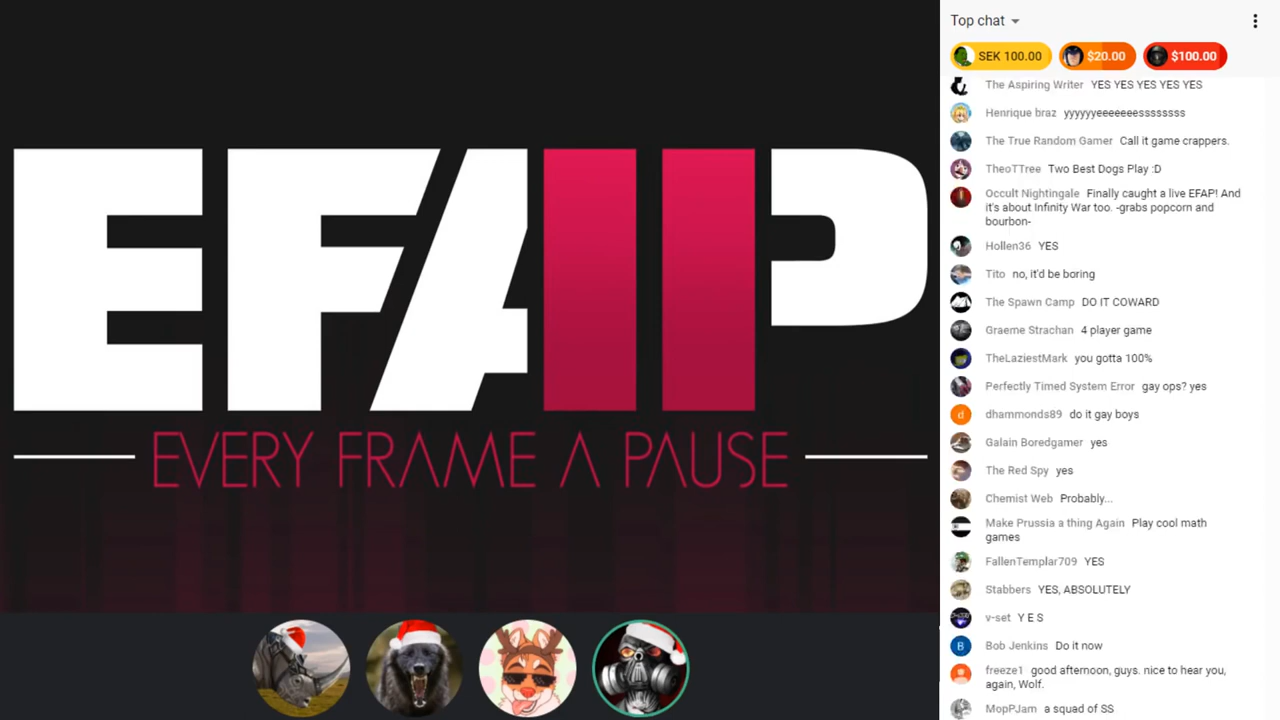 EFAP
EVERY FRAME A PAUSE
Top chat
SEK 100.00
$20.00
$100.00
The Aspiring Writer YES YES YES YES YES
Henrique braz yyyyyyeeeeeeessssssss
The True Random Gamer Call it game crappers.
TheoTTree Two Best Dogs Play :D
Occult Nightingale Finally caught a live EFAP! And
it's about Infinity War too. -grabs popcorn and
bourbon-
Hollen36 YES
Tito no, it'd be boring
The Spawn Camp DO IT COWARD
Graeme Strachan 4 player game
TheLaziestMark you gotta 100%
Perfectly Timed System Error gay ops? yes
d
dhammonds89 do it gay boys
Galain Boredgamer yes
The Red Spy yes
Chemist Web Probably...
Make Prussia a thing Again Play cool math
games
FallenTemplar709 YES
Stabbers YES, ABSOLUTELY
v-set Y E S
B
Bob Jenkins Do it now
freeze1 good afternoon, guys. nice to hear you,
again, Wolf.
MopPJam a squad of SS